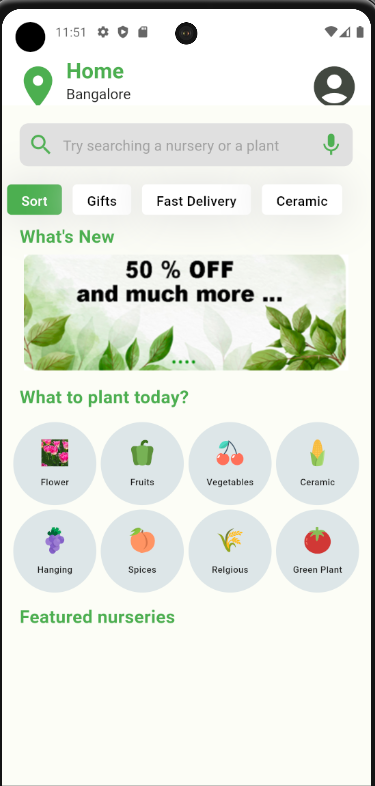 11:51
Home
Bangalore
Try searching a nursery or a plant
Sort Gifts Fast Delivery Ceramic
What's New
50 % OFF
and much more ...
What to plant today?
Flower Fruits Vegetables Ceramic
Hanging Spices Relgious Green Plant
Featured nurseries